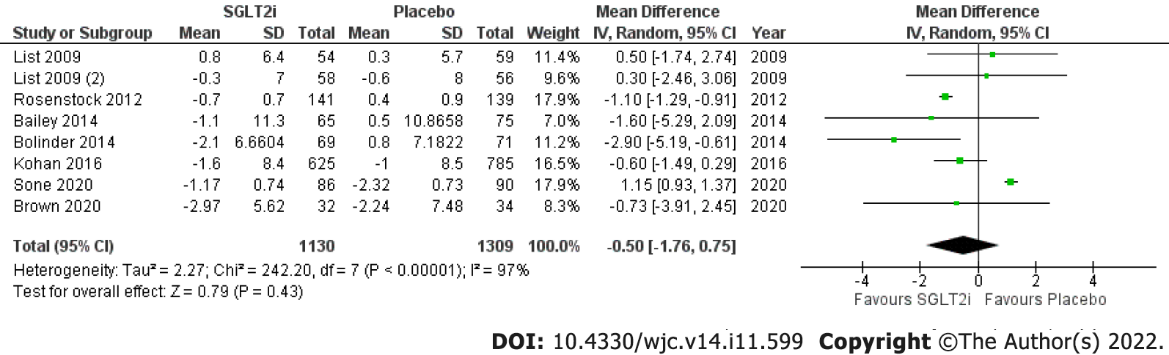 SGLT2i Placebo Mean Difference Mean Difference
Study or Subgroup Mean SD Total Mean SD Total Weight IV, Random, 95% CI Year IV, Random, 95% CI
List 2009 0.8 6.4 54 0.3 5.7 59 11.4% 0.50 [-1.74, 2.74] 2009
List 2009 (2) -0.3 7 58 -0.6 8 56 9.6% 0.30 [-2.46, 3.06] 2009
Rosenstock 2012 -0.7 0.7 141 0.4 0.9 139 17.9% -1.10 [-1.29, -0.91] 2012
Bailey 2014 -1.1 11.3 65 0.5 10.8658 75 7.0% -1.60 [-5.29, 2.09] 2014
Bolinder 2014 -2.1 6.6604 69 0.8 7.1822 71 11.2% -2.90 [-5.19, -0.61] 2014
Kohan 2016 -1.6 8.4 625 -1 8.5 785 16.5% -0.60 [-1.49, 0.29] 2016
Sone 2020 -1.17 0.74 86 -2.32 0.73 90 17.9% 1.15 [0.93, 1.37] 2020
Brown 2020 -2.97 5.62 32 -2.24 7.48 34 8.3% -0.73 [-3.91, 2.45] 2020
Total (95% CI) 1130 1309 100.0% -0.50 [-1.76, 0.75]
Heterogeneity: Tau² = 2.27; Chi² = 242.20, df = 7 (P < 0.00001); I² = 97%
Test for overall effect: Z = 0.79 (P = 0.43)
-4 -2 0 2 4
Favours SGLT2i Favours Placebo
DOI: 10.4330/wjc.v14.i11.599 Copyright ©The Author(s) 2022.